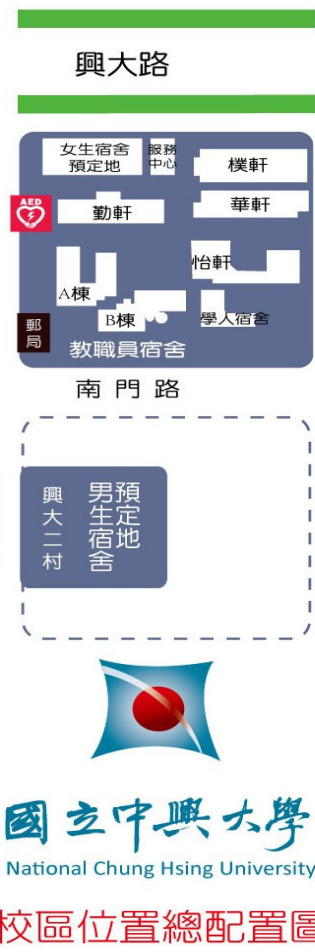 興大路
女生宿舍
預定地
服務
中心
樸軒
AED
勤軒
華軒
怡軒
A棟
B棟
學人宿舍
郵局
教職員宿舍
南門路
興大二村
預定地
男生宿舍
國立中興大學
National Chung Hsing University
校區位置總配置圖